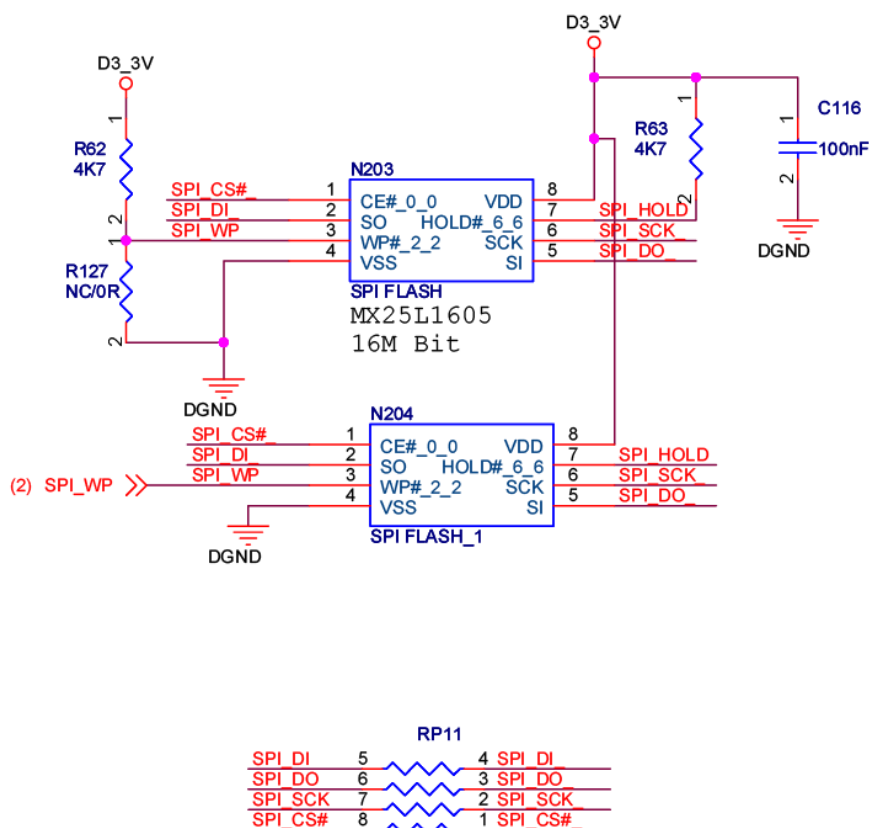 D3_3V
D3_3V
1
R62
4K7
2
1
R63
4K7
2
C116
1
100nF
2
DGND
N203
SPI_CS#_ 1 CE#_0_0 VDD 8
SPI_DI_ 2 SO HOLD#_6_6 7 SPI_HOLD
SPI_WP 3 WP#_2_2 SCK 6 SPI_SCK_
4 VSS SI 5 SPI_DO_
SPI FLASH
MX25L1605
16M Bit
1
R127
NC/0R
2
DGND
N204
SPI_CS#_ 1 CE#_0_0 VDD 8
SPI_DI_ 2 SO HOLD#_6_6 7 SPI_HOLD
(2) SPI_WP SPI_WP 3 WP#_2_2 SCK 6 SPI_SCK_
4 VSS SI 5 SPI_DO_
SPI FLASH_1
DGND
RP11
SPI_DI 5 4 SPI_DI_
SPI_DO 6 3 SPI_DO_
SPI_SCK 7 2 SPI_SCK_
SPI_CS# 8 1 SPI_CS#_